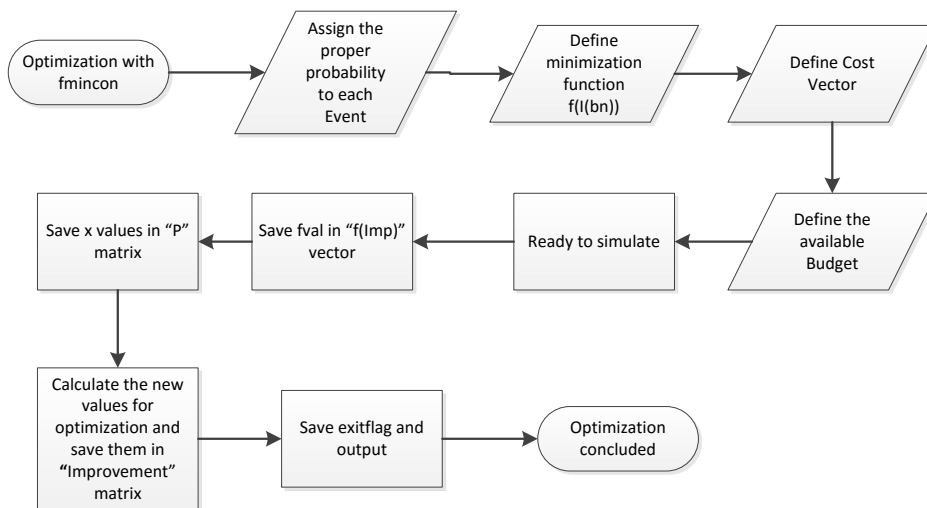 Optimization with
fmincon
Assign the
proper
probability
to each
Event
Define
minimization
function
f(I(bn))
Define Cost
Vector
Define the
available
Budget
Ready to simulate
Save fval in “f(Imp)”
vector
Save x values in “P”
matrix
Calculate the new
values for
optimization and
save them in
“Improvement”
matrix
Save exitflag and
output
Optimization
concluded